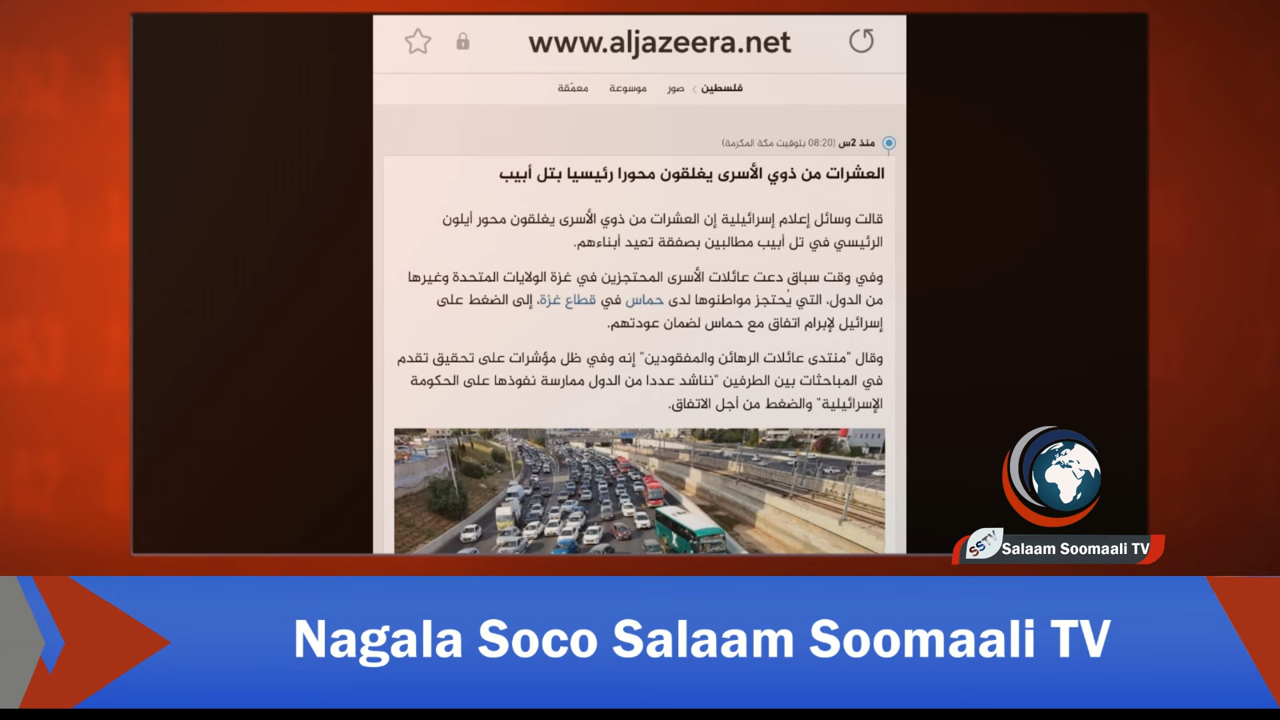 www.aljazeera.net
فلسطين › صور موسوعة معمّقة
منذ 2س (08:20 بتوقيت مكة المكرمة)
العشرات من ذوي الأسرى يغلقون محورا رئيسيا بتل أبيب
قالت وسائل إعلام إسرائيلية إن العشرات من ذوي الأسرى يغلقون محور أيلون
الرئيسي في تل أبيب مطالبين بصفقة تعيد أبناءهم.
وفي وقت سباق دعت عائلات الأسرى المحتجزين في غزة الولايات المتحدة وغيرها
من الدول، التي يُحتجز مواطنوها لدى حماس في قطاع غزة، إلى الضغط على
إسرائيل لإبرام اتفاق مع حماس لضمان عودتهم.
وقال "منتدى عائلات الرهائن والمفقودين" إنه وفي ظل مؤشرات على تحقيق تقدم
في المباحثات بين الطرفين "نناشد عددا من الدول ممارسة نفوذها على الحكومة
الإسرائيلية" والضغط من أجل الاتفاق.
SSTV Salaam Soomaali TV
Nagala Soco Salaam Soomaali TV